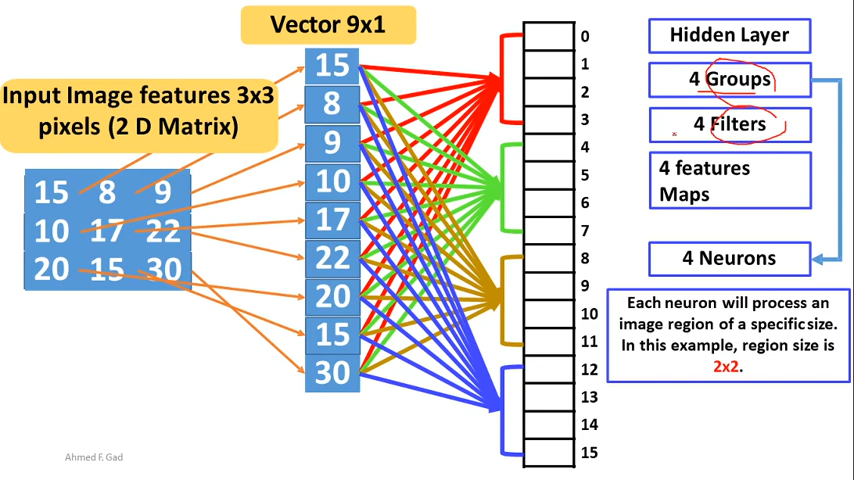 Vector 9x1
Input Image features 3x3
pixels (2 D Matrix)
15 8 9
10 17 22
20 15 30
15
8
9
10
17
22
20
15
30
0
1
2
3
4
5
6
7
8
9
10
11
12
13
14
15
Hidden Layer
4 Groups
4 Filters
4 features
Maps
4 Neurons
Each neuron will process an
image region of a specific size.
In this example, region size is
2x2.
Ahmed F. Gad